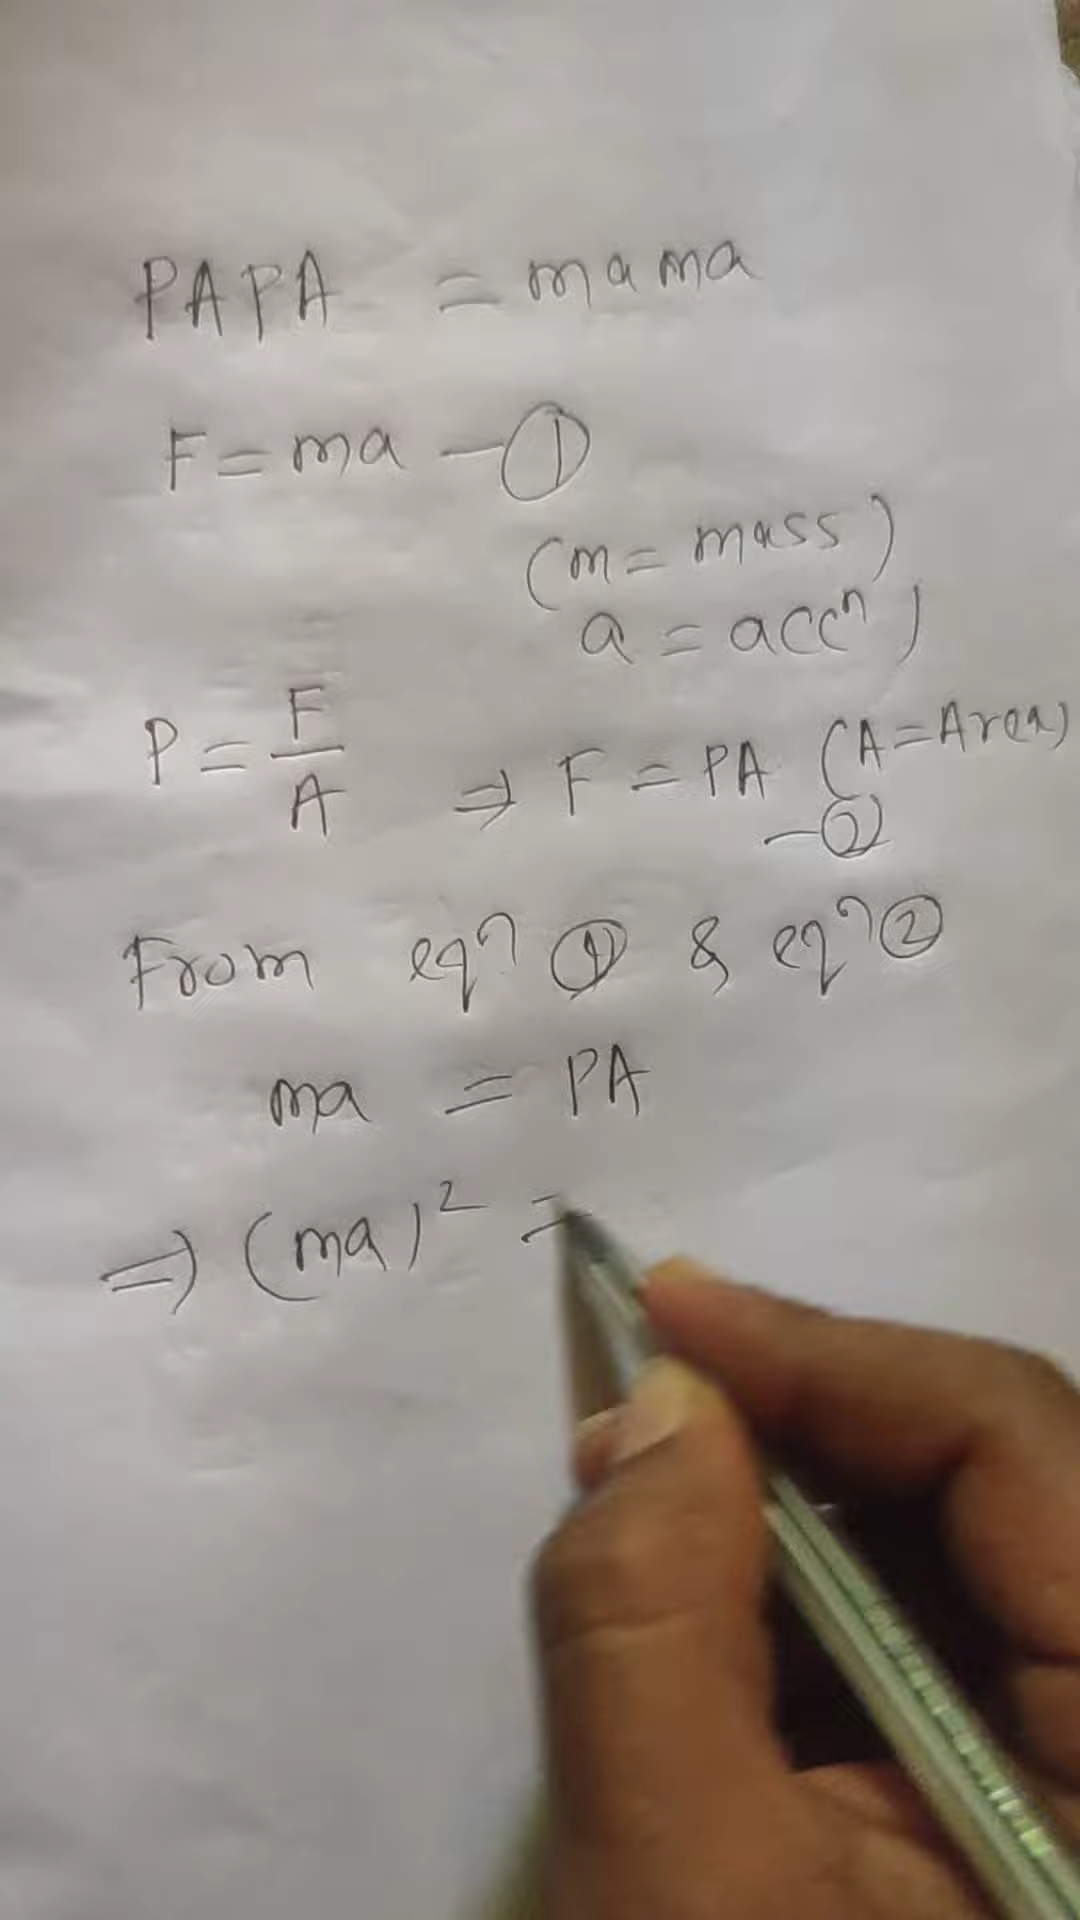 PAPA = mama
F = ma — ①
(m = mass)
a = accⁿ)
P = F/A ⇒ F = PA (A = Area)
— ②
From eqⁿ ① & eqⁿ ②
ma = PA
⇒ (ma)² =